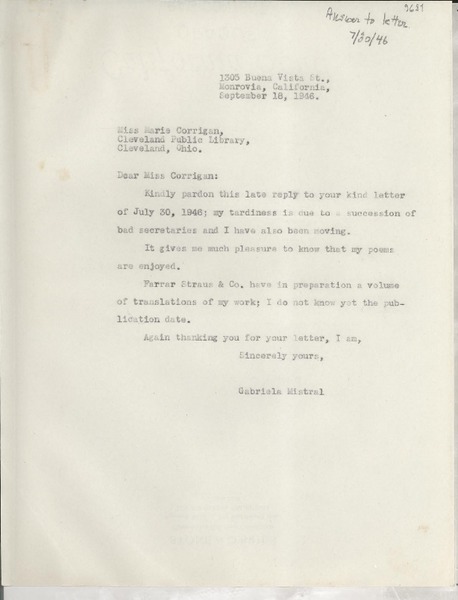 9681
Answer to letter
7/30/46
1305 Buena Vista St.,
Monrovia, California,
September 18, 1946.
Miss Marie Corrigan,
Cleveland Public Library,
Cleveland, Ohio.
Dear Miss Corrigan:
Kindly pardon this late reply to your kind letter
of July 30, 1946; my tardiness is due to a succession of
bad secretaries and I have also been moving.
It gives me much pleasure to know that my poems
are enjoyed.
Farrar Straus & Co. have in preparation a volume
of translations of my work; I do not know yet the pub-
lication date.
Again thanking you for your letter, I am,
Sincerely yours,
Gabriela Mistral